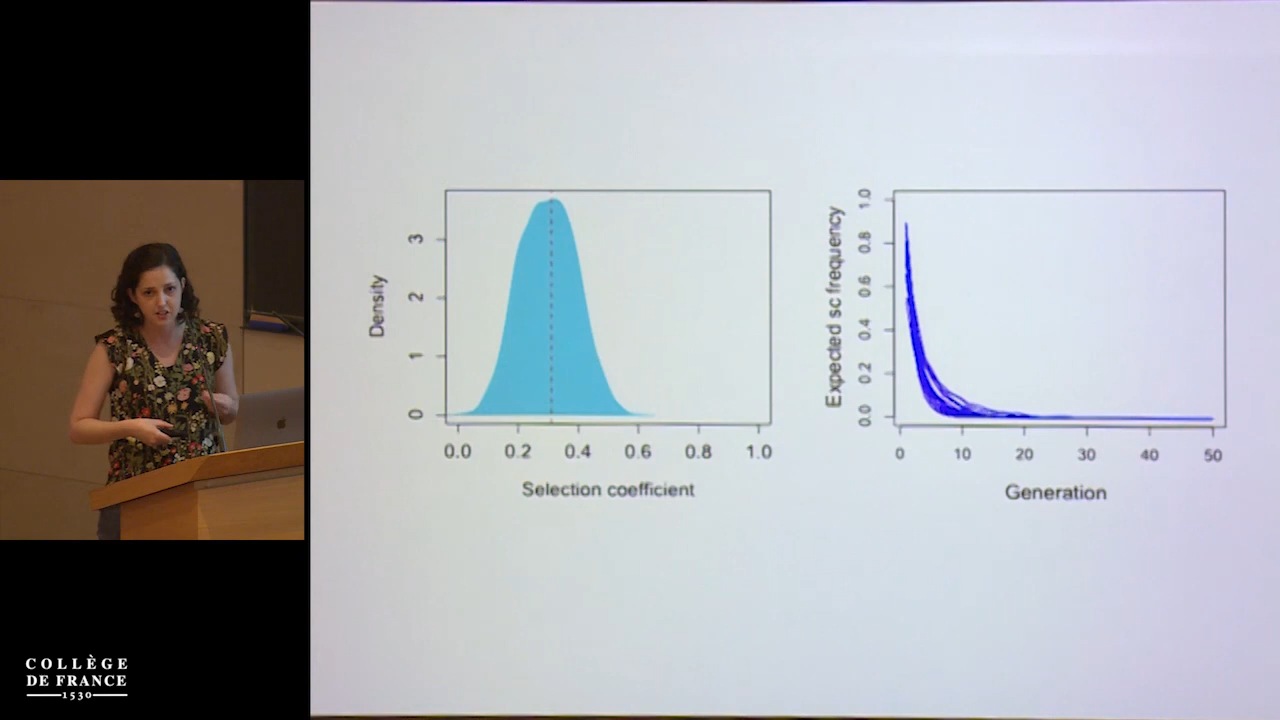 Density
3
2
1
0
0.0 0.2 0.4 0.6 0.8 1.0
Selection coefficient
Expected sc frequency
1.0
0.8
0.6
0.4
0.2
0.0
0 10 20 30 40 50
Generation
COLLÈGE
DE FRANCE
1530